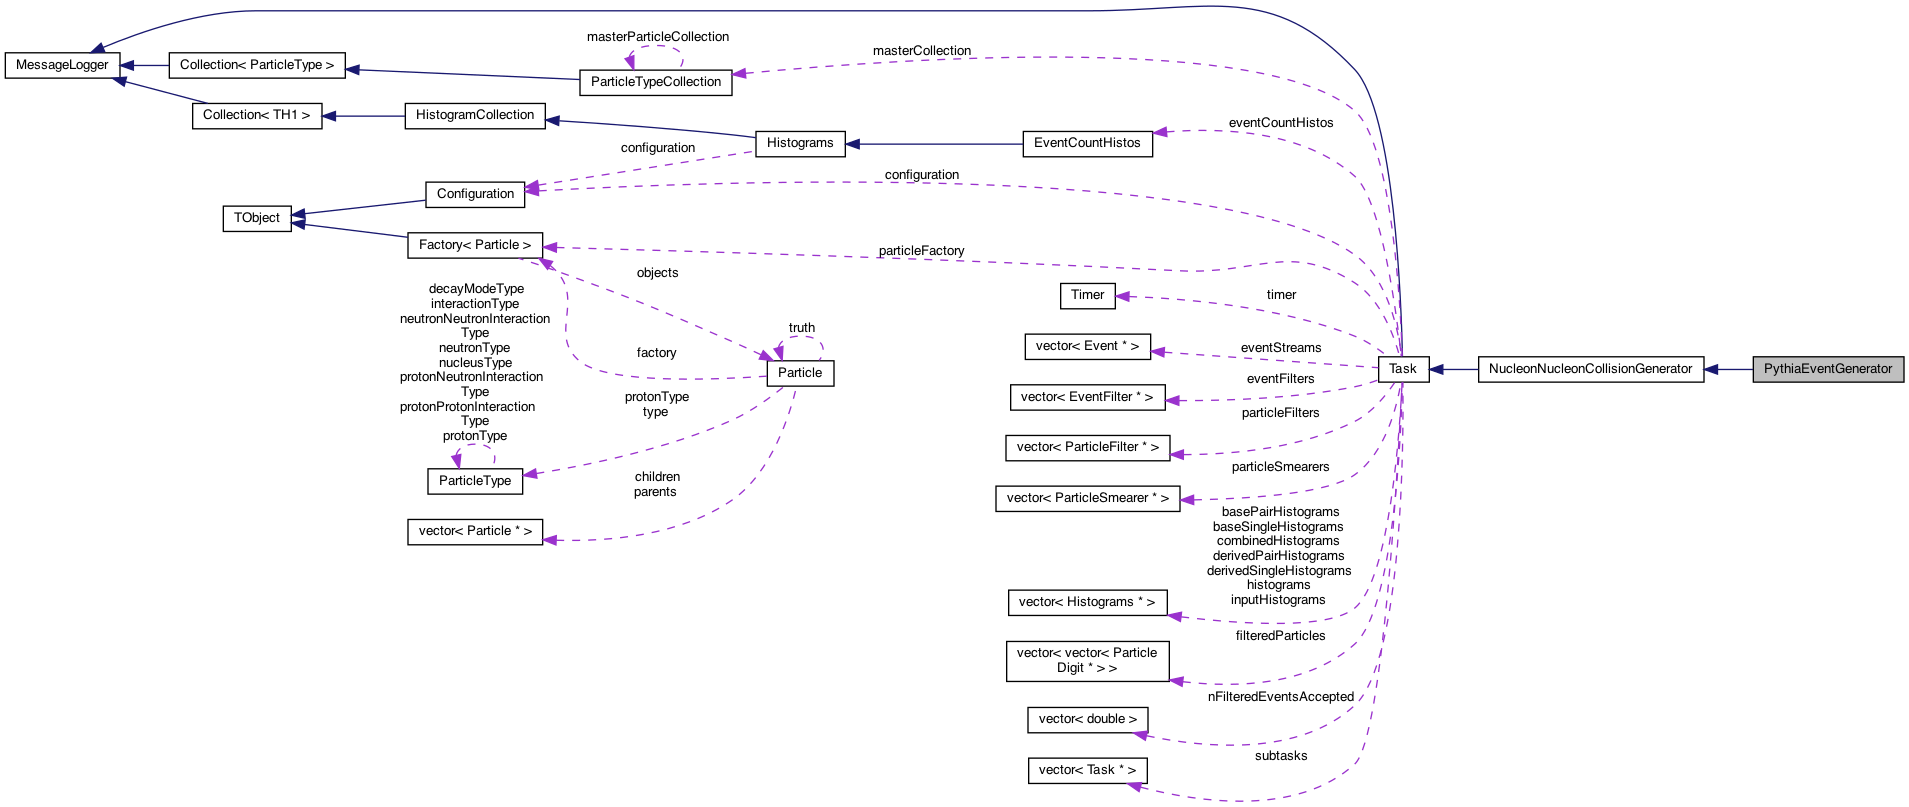 masterParticleCollection
masterCollection
MessageLogger
Collection< ParticleType >
ParticleTypeCollection
Collection< TH1 >
HistogramCollection
eventCountHistos
Histograms
EventCountHistos
configuration
configuration
Configuration
TObject
Factory< Particle >
particleFactory
objects
decayModeType
interactionType
neutronNeutronInteraction
Type
neutronType
nucleusType
protonNeutronInteraction
Type
protonProtonInteraction
Type
protonType
factory
truth
Particle
protonType
type
ParticleType
children
parents
vector< Particle * >
Timer
timer
vector< Event * >
eventStreams
Task
NucleonNucleonCollisionGenerator
PythiaEventGenerator
eventFilters
vector< EventFilter * >
particleFilters
vector< ParticleFilter * >
particleSmearers
vector< ParticleSmearer * >
basePairHistograms
baseSingleHistograms
combinedHistograms
derivedPairHistograms
derivedSingleHistograms
histograms
inputHistograms
vector< Histograms * >
filteredParticles
vector< vector< Particle
Digit * > >
nFilteredEventsAccepted
vector< double >
subtasks
vector< Task * >